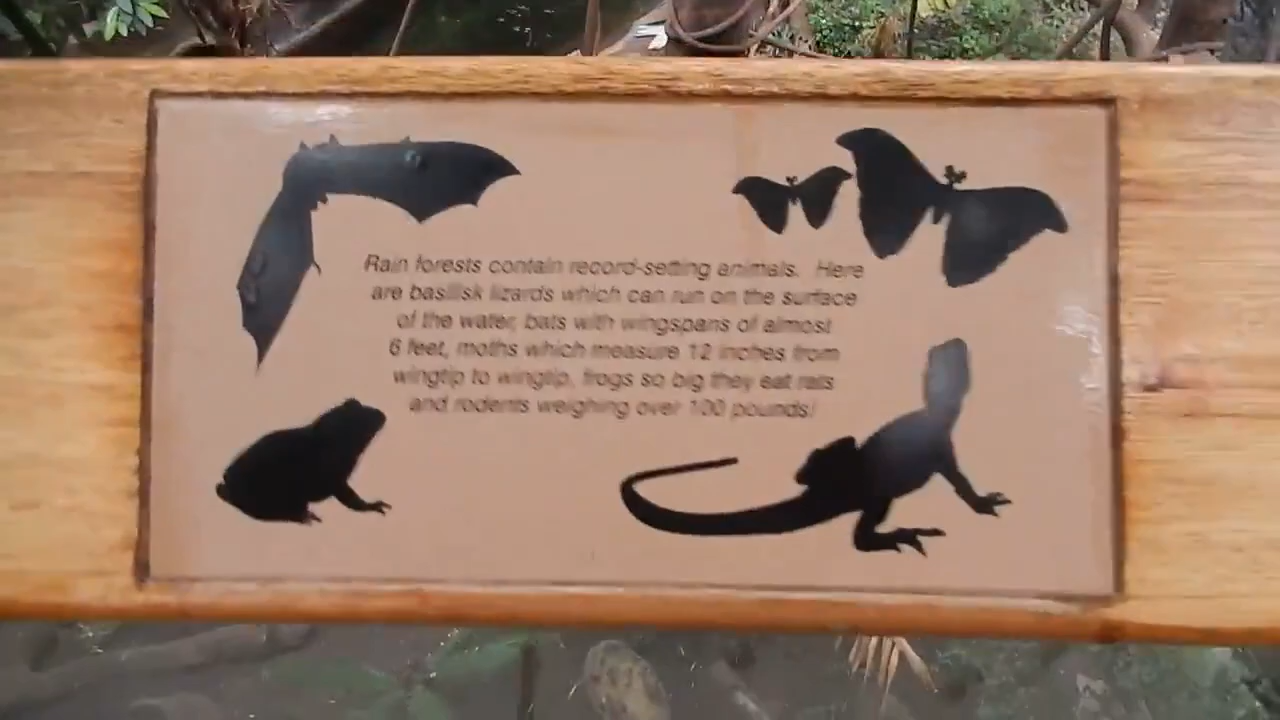 Rain forests contain record-setting animals. Here
are basilisk lizards which can run on the surface
of the water, bats with wingspans of almost
6 feet, moths which measure 12 inches from
wingtip to wingtip, frogs so big they eat rats
and rodents weighing over 100 pounds!